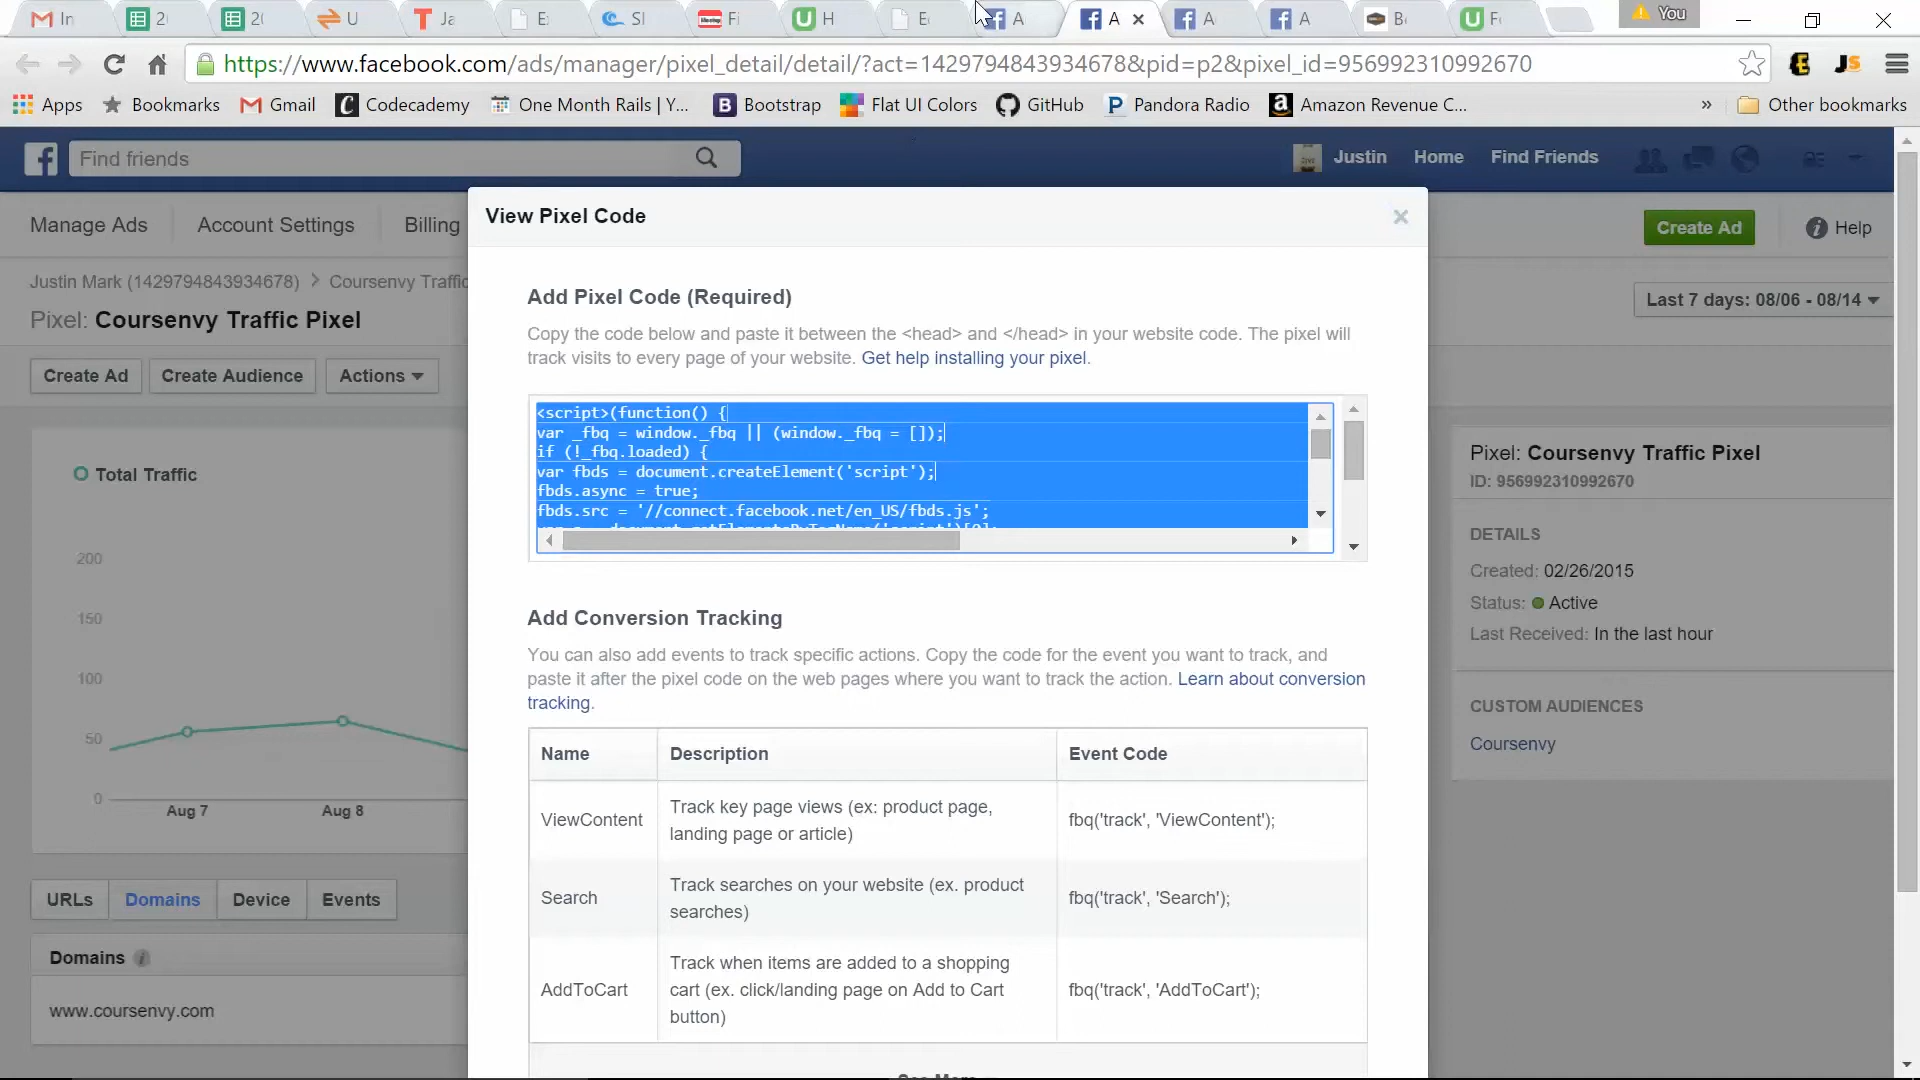 In
2
2(
U
Ja
E
SI
Fi
H
E
A
A
A
A
B
F
You
https://www.facebook.com/ads/manager/pixel_detail/detail/?act=1429794843934678&pid=p2&pixel_id=956992310992670
Apps
Bookmarks
Gmail
Codecademy
One Month Rails | Y...
Bootstrap
Flat UI Colors
GitHub
Pandora Radio
Amazon Revenue C...
»
Other bookmarks
Find friends
Justin
Home
Find Friends
Manage Ads
Account Settings
Billing
Create Ad
Help
Justin Mark (1429794843934678) > Coursenvy Traffic
Pixel: Coursenvy Traffic Pixel
Last 7 days: 08/06 - 08/14
Create Ad
Create Audience
Actions
View Pixel Code
Add Pixel Code (Required)
Copy the code below and paste it between the <head> and </head> in your website code. The pixel will
track visits to every page of your website. Get help installing your pixel.
<script>(function() {
var _fbq = window._fbq || (window._fbq = []);
if (!_fbq.loaded) {
var fbds = document.createElement('script');
fbds.async = true;
fbds.src = '//connect.facebook.net/en_US/fbds.js';
Total Traffic
200
150
100
50
0
Aug 7
Aug 8
Add Conversion Tracking
You can also add events to track specific actions. Copy the code for the event you want to track, and
paste it after the pixel code on the web pages where you want to track the action. Learn about conversion
tracking.
Name
Description
Event Code
ViewContent
Track key page views (ex: product page,
landing page or article)
fbq('track', 'ViewContent');
Search
Track searches on your website (ex. product
searches)
fbq('track', 'Search');
AddToCart
Track when items are added to a shopping
cart (ex. click/landing page on Add to Cart
button)
fbq('track', 'AddToCart');
Pixel: Coursenvy Traffic Pixel
ID: 956992310992670
DETAILS
Created: 02/26/2015
Status: Active
Last Received: In the last hour
CUSTOM AUDIENCES
Coursenvy
URLs
Domains
Device
Events
Domains
www.coursenvy.com